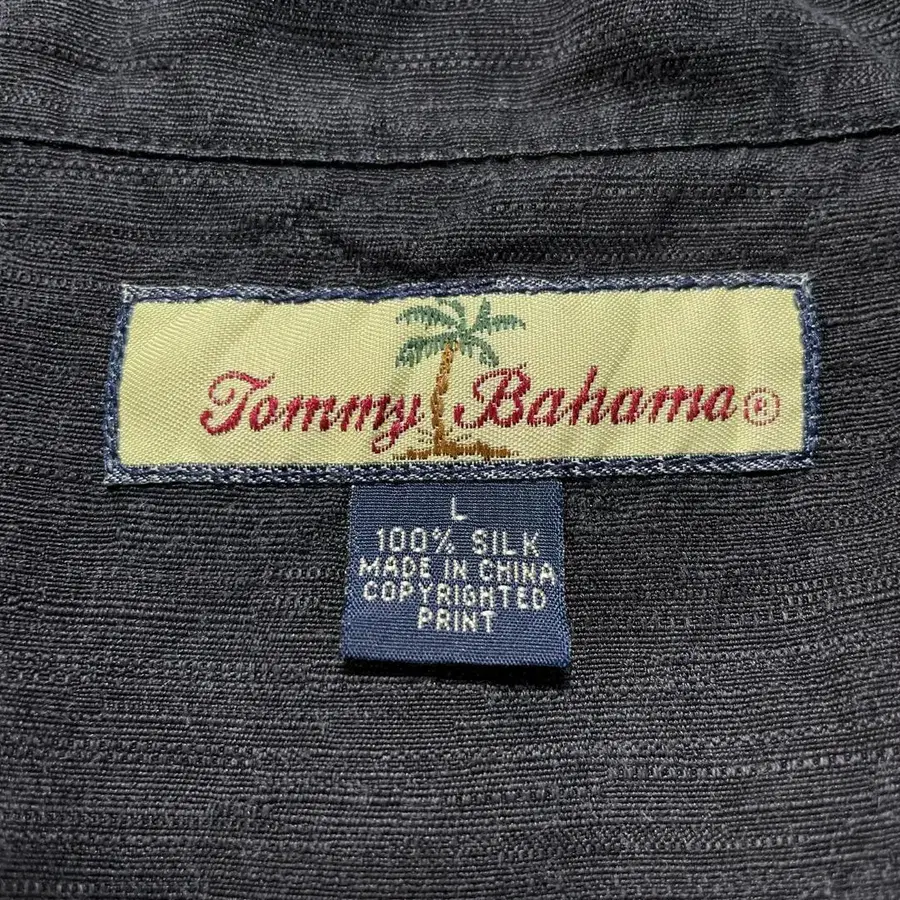 Tommy Bahama®
L
100% SILK
MADE IN CHINA
COPYRIGHTED
PRINT